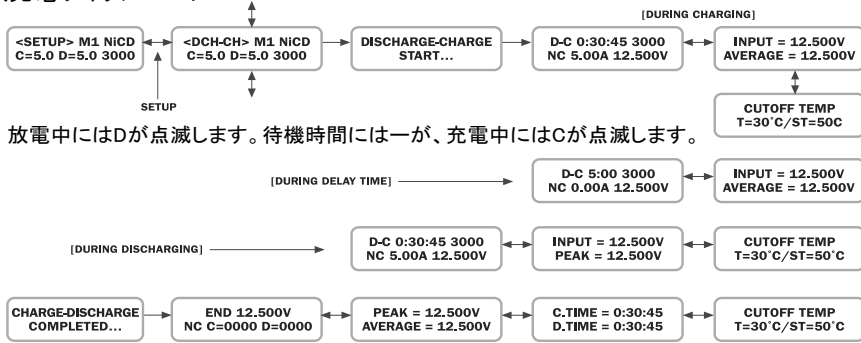 [DURING CHARGING]
<SETUP> M1 NiCD
C=5.0 D=5.0 3000
<DCH-CH> M1 NiCD
C=5.0 D=5.0 3000
DISCHARGE-CHARGE
START...
D-C 0:30:45 3000
NC 5.00A 12.500V
INPUT = 12.500V
AVERAGE = 12.500V
SETUP
CUTOFF TEMP
T=30°C/ST=50C
放電中にはDが点滅します。待機時間には一が、充電中にはCが点滅します。
[DURING DELAY TIME]
D-C 5:00 3000
NC 0.00A 12.500V
INPUT = 12.500V
AVERAGE = 12.500V
[DURING DISCHARGING]
D-C 0:30:45 3000
NC 5.00A 12.500V
INPUT = 12.500V
PEAK = 12.500V
CUTOFF TEMP
T=30°C/ST=50°C
CHARGE-DISCHARGE
COMPLETED...
END 12.500V
NC C=0000 D=0000
PEAK = 12.500V
AVERAGE = 12.500V
C.TIME = 0:30:45
D.TIME = 0:30:45
CUTOFF TEMP
T=30°C/ST=50°C